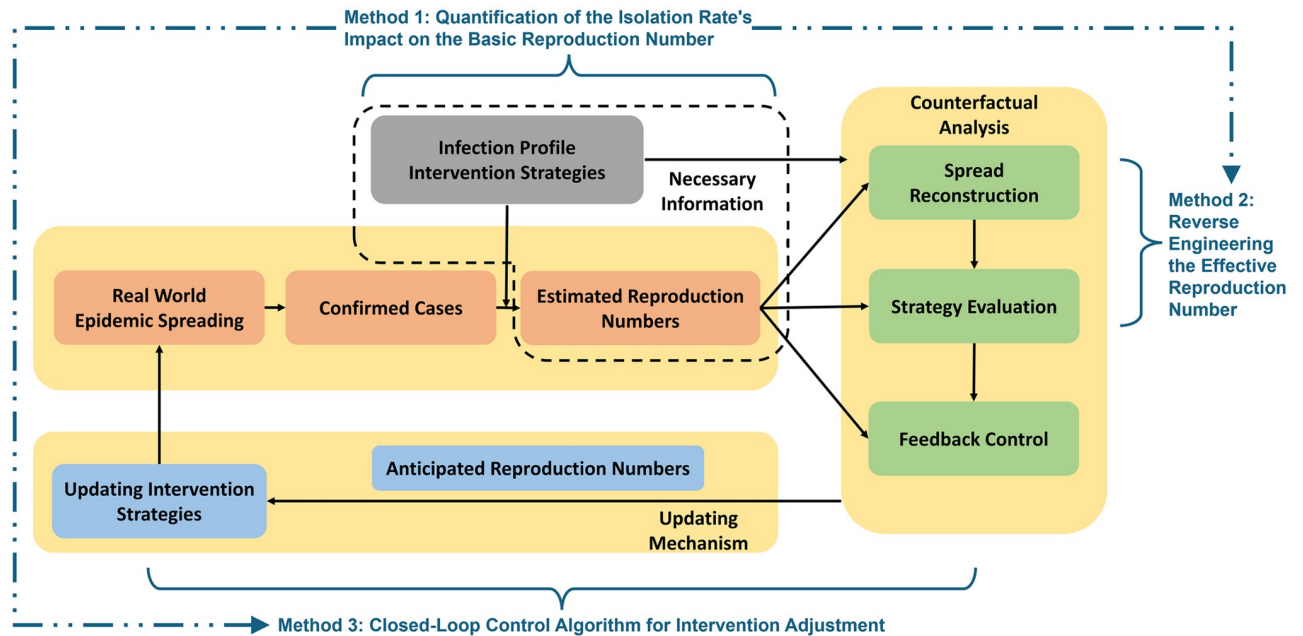 Method 1: Quantification of the Isolation Rate's
Impact on the Basic Reproduction Number
Infection Profile
Intervention Strategies
Necessary
Information
Real World
Epidemic Spreading
Confirmed Cases
Estimated Reproduction
Numbers
Counterfactual
Analysis
Spread
Reconstruction
Strategy Evaluation
Feedback Control
Method 2:
Reverse
Engineering
the Effective
Reproduction
Number
Anticipated Reproduction Numbers
Updating Intervention
Strategies
Updating
Mechanism
Method 3: Closed-Loop Control Algorithm for Intervention Adjustment